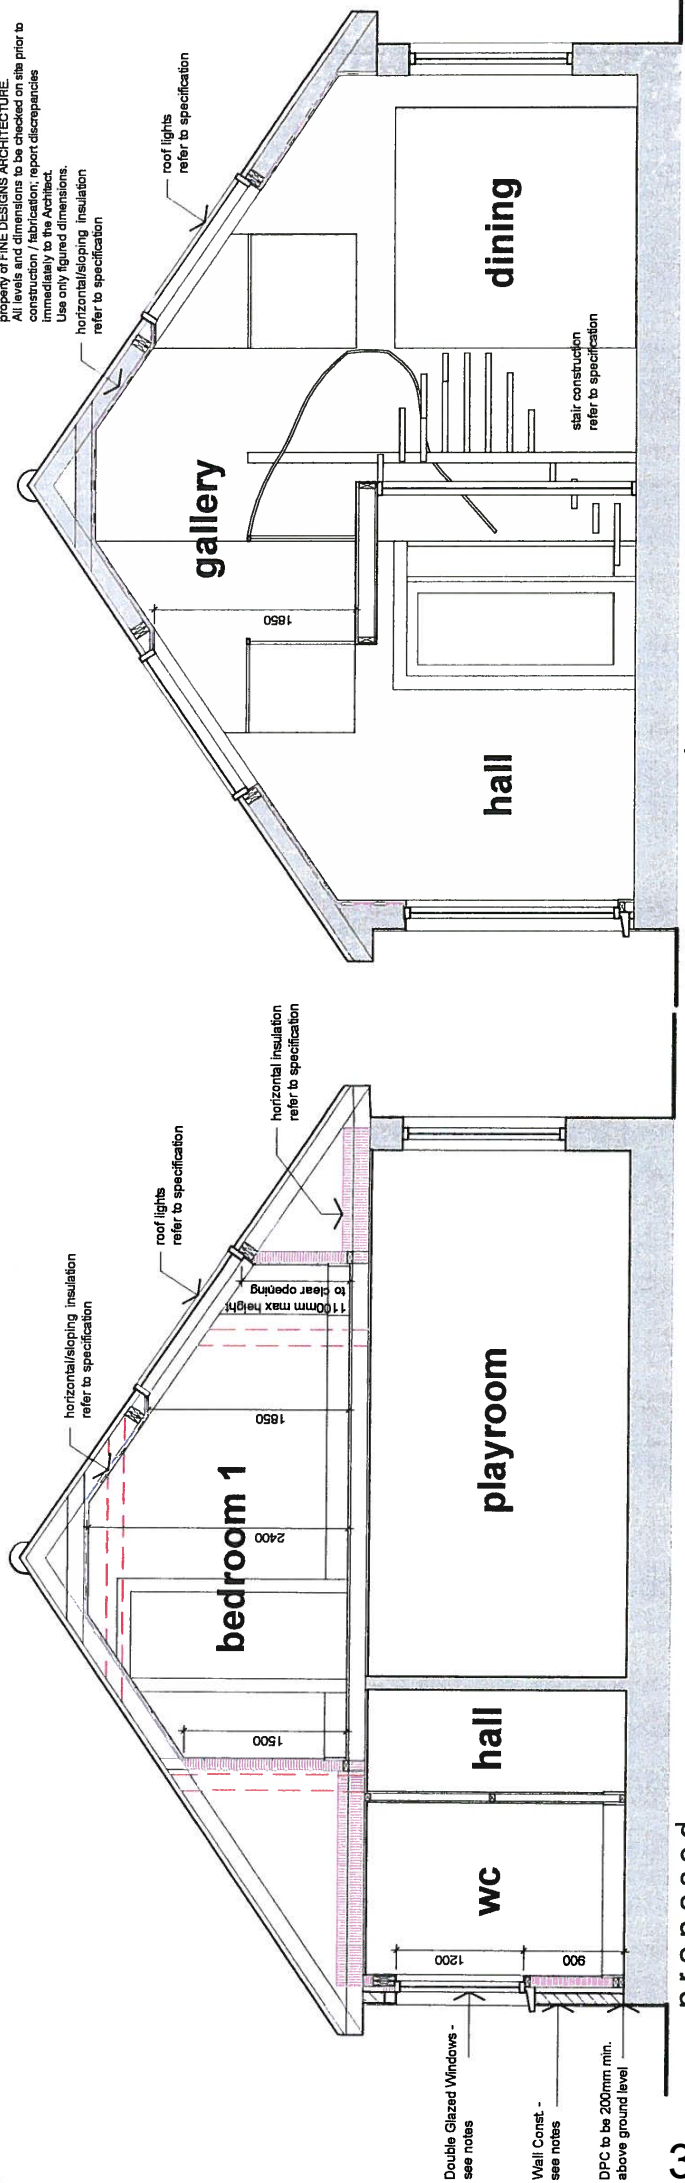 property of FINE DESIGNS ARCHITECTURE.
All levels and dimensions to be checked on site prior to
construction / fabrication; report discrepancies
immediately to the Architect.
Use only figured dimensions.
horizontal/sloping insulation
refer to specification
roof lights
refer to specification
gallery
dining
1850
stair construction
refer to specification
hall
horizontal/sloping insulation
refer to specification
roof lights
refer to specification
horizontal insulation
refer to specification
1100mm max height
to clear opening
1850
2400
bedroom 1
1500
playroom
hall
wc
1200
900
Double Glazed Windows -
see notes
Wall Const. -
see notes
DPC to be 200mm min.
above ground level
proposed